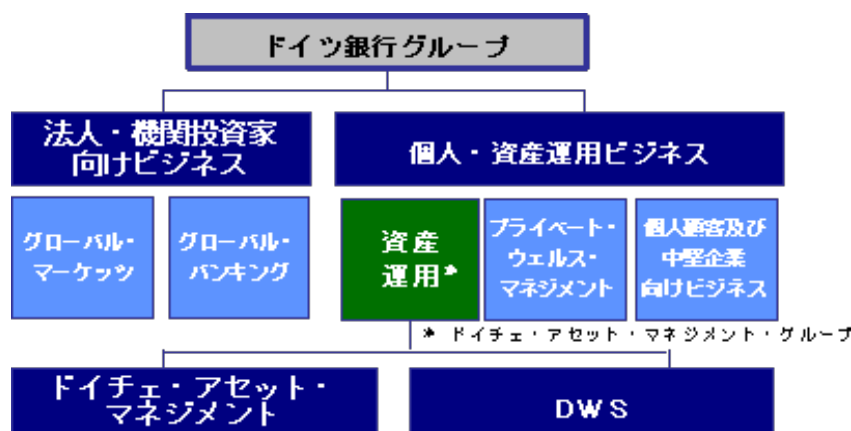 ドイツ銀行グループ
法人・機関投資家
向けビジネス
個人・資産運用ビジネス
グローバル・
マーケッツ
グローバル・
バンキング
資産
運用*
プライベート・
ウェルス・
マネジメント
個人顧客及び
中堅企業
向けビジネス
* ドイチェ・アセット・マネジメント・グループ
ドイチェ・アセット・
マネジメント
DWS